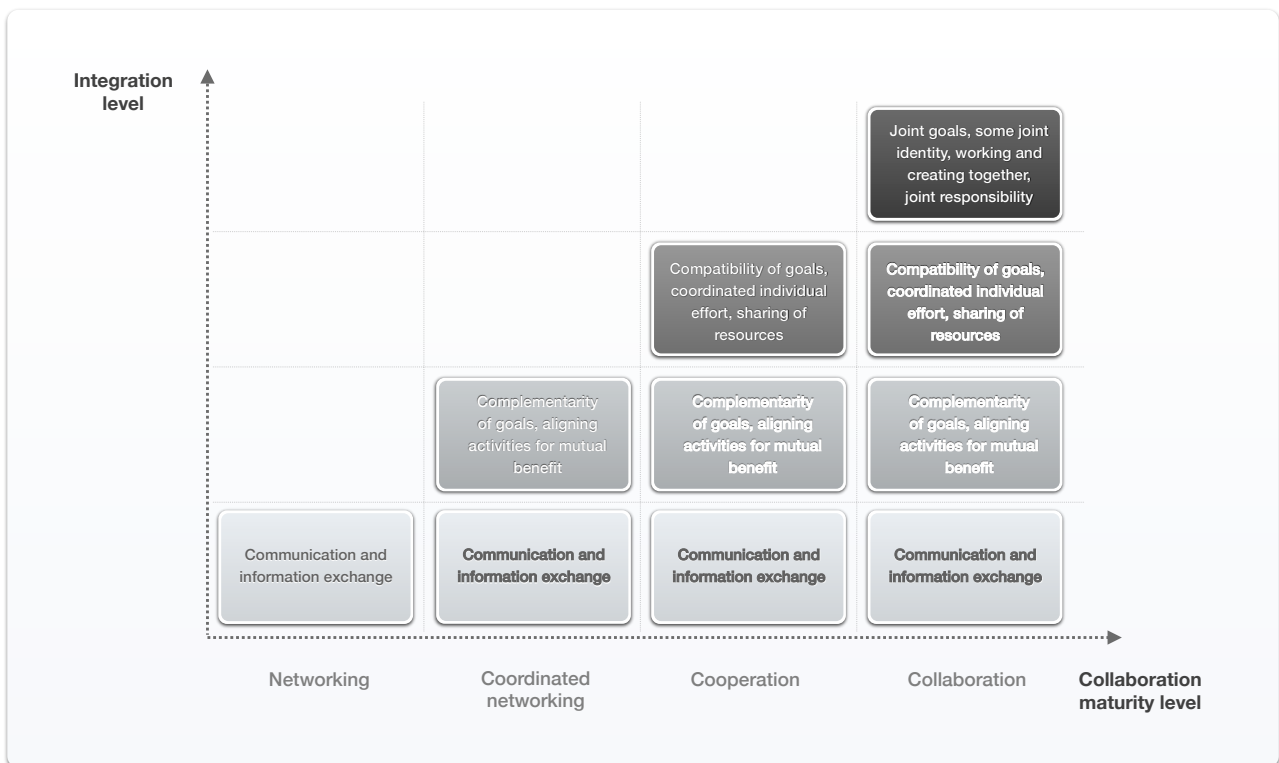 Integration
level
Joint goals, some joint
identity, working and
creating together,
joint responsibility
Compatibility of goals,
coordinated individual
effort, sharing of
resources
Compatibility of goals,
coordinated individual
effort, sharing of
resources
Complementarity
of goals, aligning
activities for mutual
benefit
Complementarity
of goals, aligning
activities for mutual
benefit
Complementarity
of goals, aligning
activities for mutual
benefit
Communication and
information exchange
Communication and
information exchange
Communication and
information exchange
Communication and
information exchange
Networking
Coordinated
networking
Cooperation
Collaboration
Collaboration
maturity level